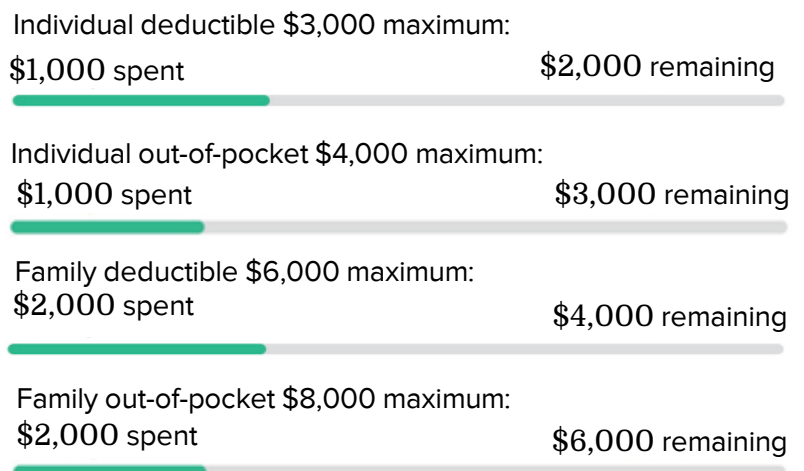 Individual deductible $3,000 maximum:
$1,000 spent $2,000 remaining
Individual out-of-pocket $4,000 maximum:
$1,000 spent $3,000 remaining
Family deductible $6,000 maximum:
$2,000 spent $4,000 remaining
Family out-of-pocket $8,000 maximum:
$2,000 spent $6,000 remaining